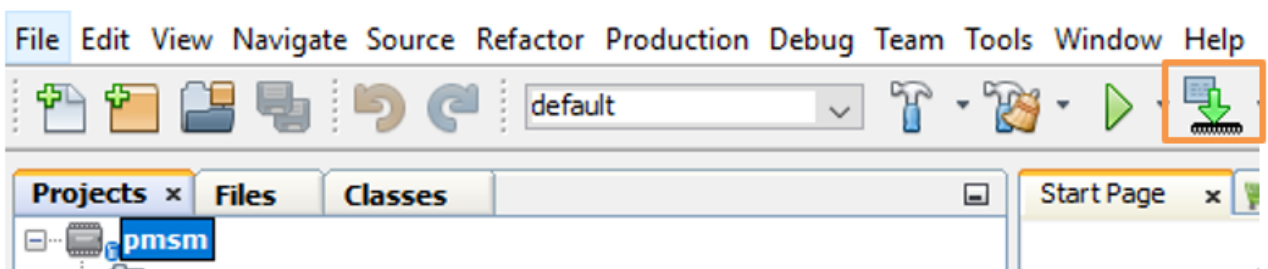 File Edit View Navigate Source Refactor Production Debug Team Tools Window Help
default
Projects x Files Classes Start Page x
pmsm